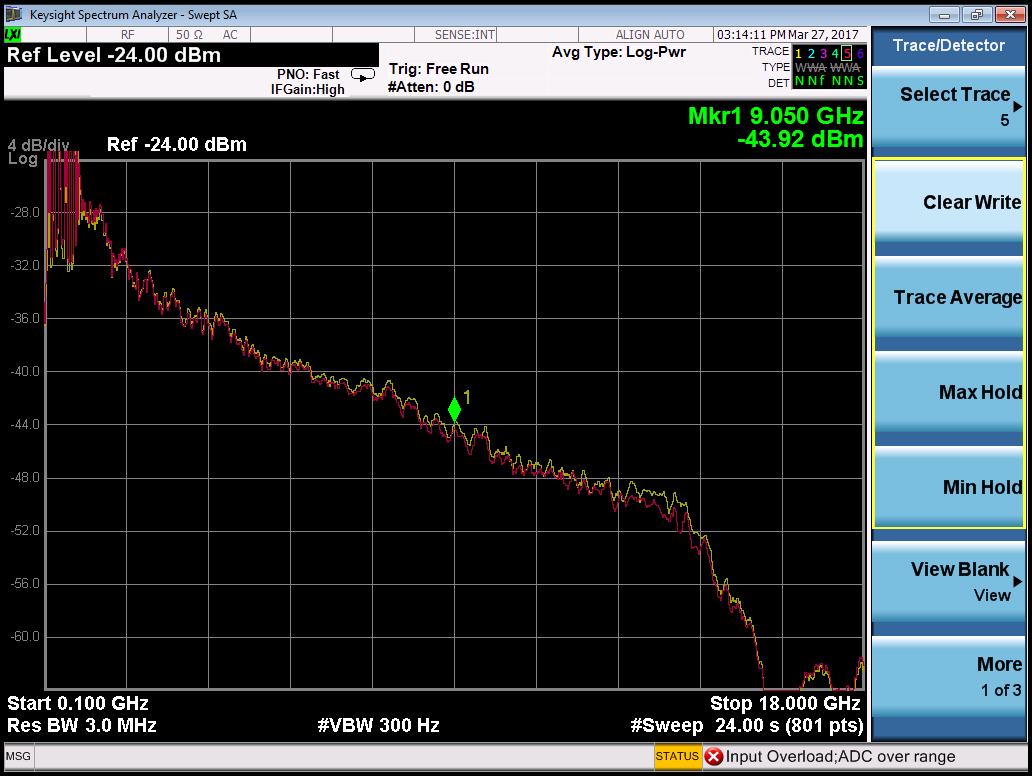 Keysight Spectrum Analyzer - Swept SA
LXI
RF
50 Ω
AC
SENSE:INT
ALIGN AUTO
03:14:11 PM Mar 27, 2017
Ref Level -24.00 dBm
PNO: Fast
IFGain:High
Trig: Free Run
#Atten: 0 dB
Avg Type: Log-Pwr
TRACE 1 2 3 4 5 6
TYPE WWWA WWA
DET N N f N N S
Mkr1 9.050 GHz
-43.92 dBm
4 dB/div
Log
Ref -24.00 dBm
1
-28.0
-32.0
-36.0
-40.0
-44.0
-48.0
-52.0
-56.0
-60.0
Start 0.100 GHz
Stop 18.000 GHz
Res BW 3.0 MHz
#VBW 300 Hz
#Sweep 24.00 s (801 pts)
Trace/Detector
Select Trace
5
Clear Write
Trace Average
Max Hold
Min Hold
View Blank
View
More
1 of 3
MSG
STATUS
Input Overload;ADC over range